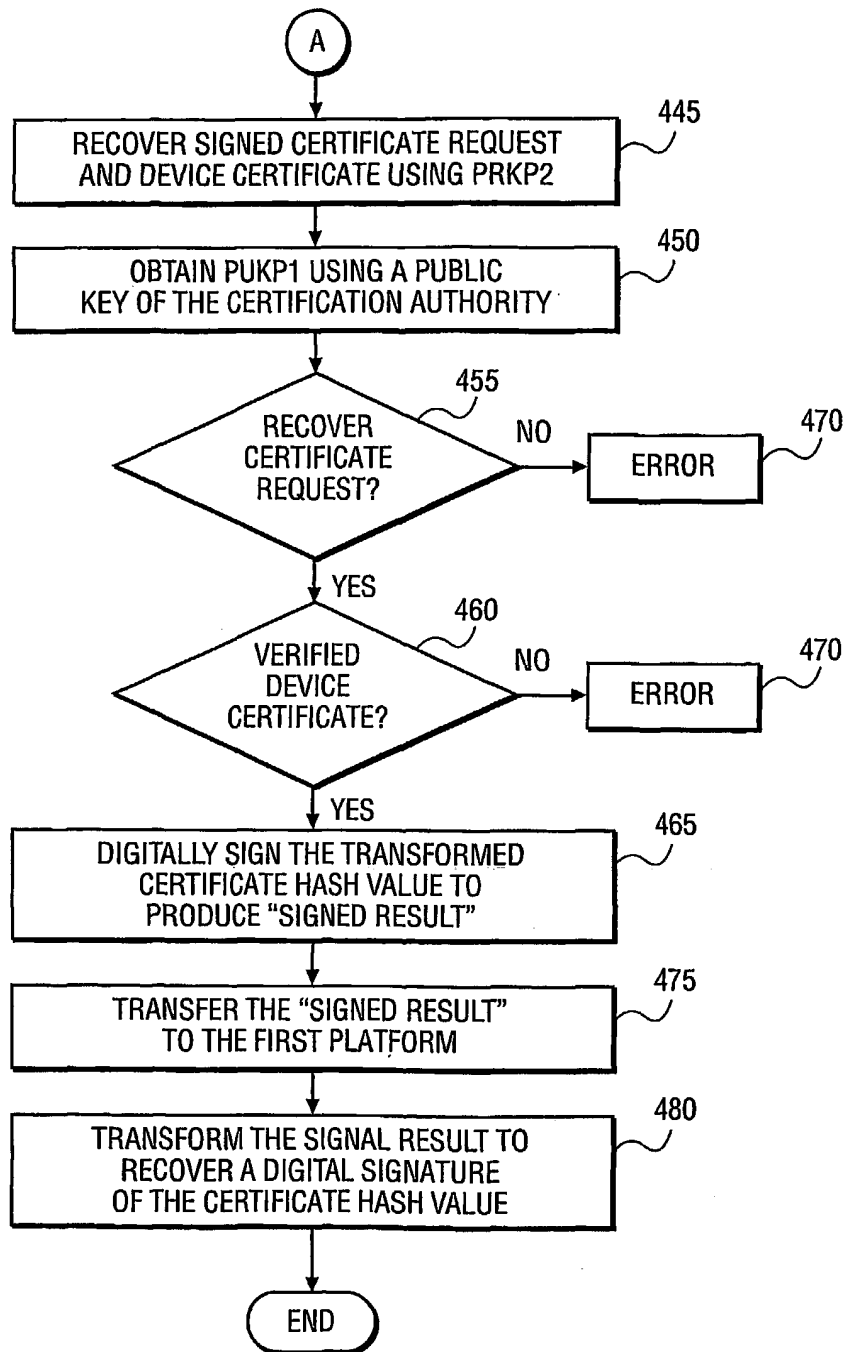 A
445
RECOVER SIGNED CERTIFICATE REQUEST
AND DEVICE CERTIFICATE USING PRKP2
450
OBTAIN PUKP1 USING A PUBLIC
KEY OF THE CERTIFICATION AUTHORITY
455
RECOVER
CERTIFICATE
REQUEST?
NO
470
ERROR
YES
460
VERIFIED
DEVICE
CERTIFICATE?
NO
470
ERROR
YES
465
DIGITALLY SIGN THE TRANSFORMED
CERTIFICATE HASH VALUE TO
PRODUCE “SIGNED RESULT”
475
TRANSFER THE “SIGNED RESULT”
TO THE FIRST PLATFORM
480
TRANSFORM THE SIGNAL RESULT TO
RECOVER A DIGITAL SIGNATURE
OF THE CERTIFICATE HASH VALUE
END